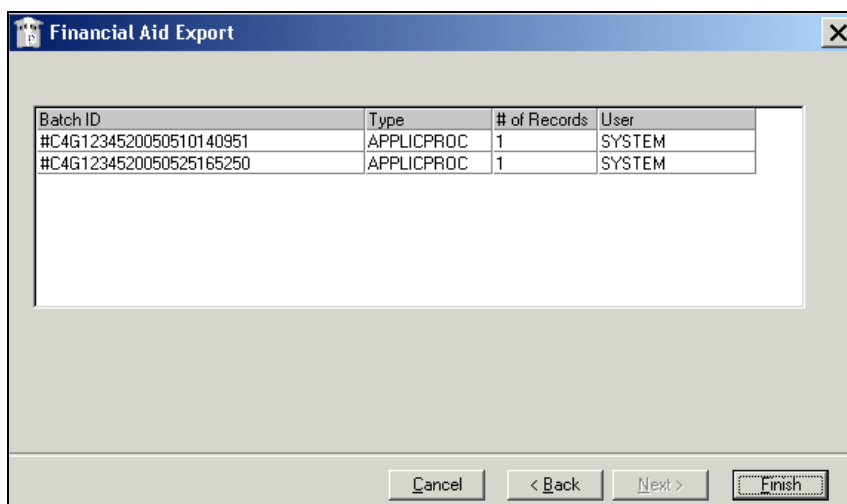 Financial Aid Export
Batch ID Type # of Records User
#C4G1234520050510140951 APPLICPROC 1 SYSTEM
#C4G1234520050525165250 APPLICPROC 1 SYSTEM
Cancel < Back Next > Finish